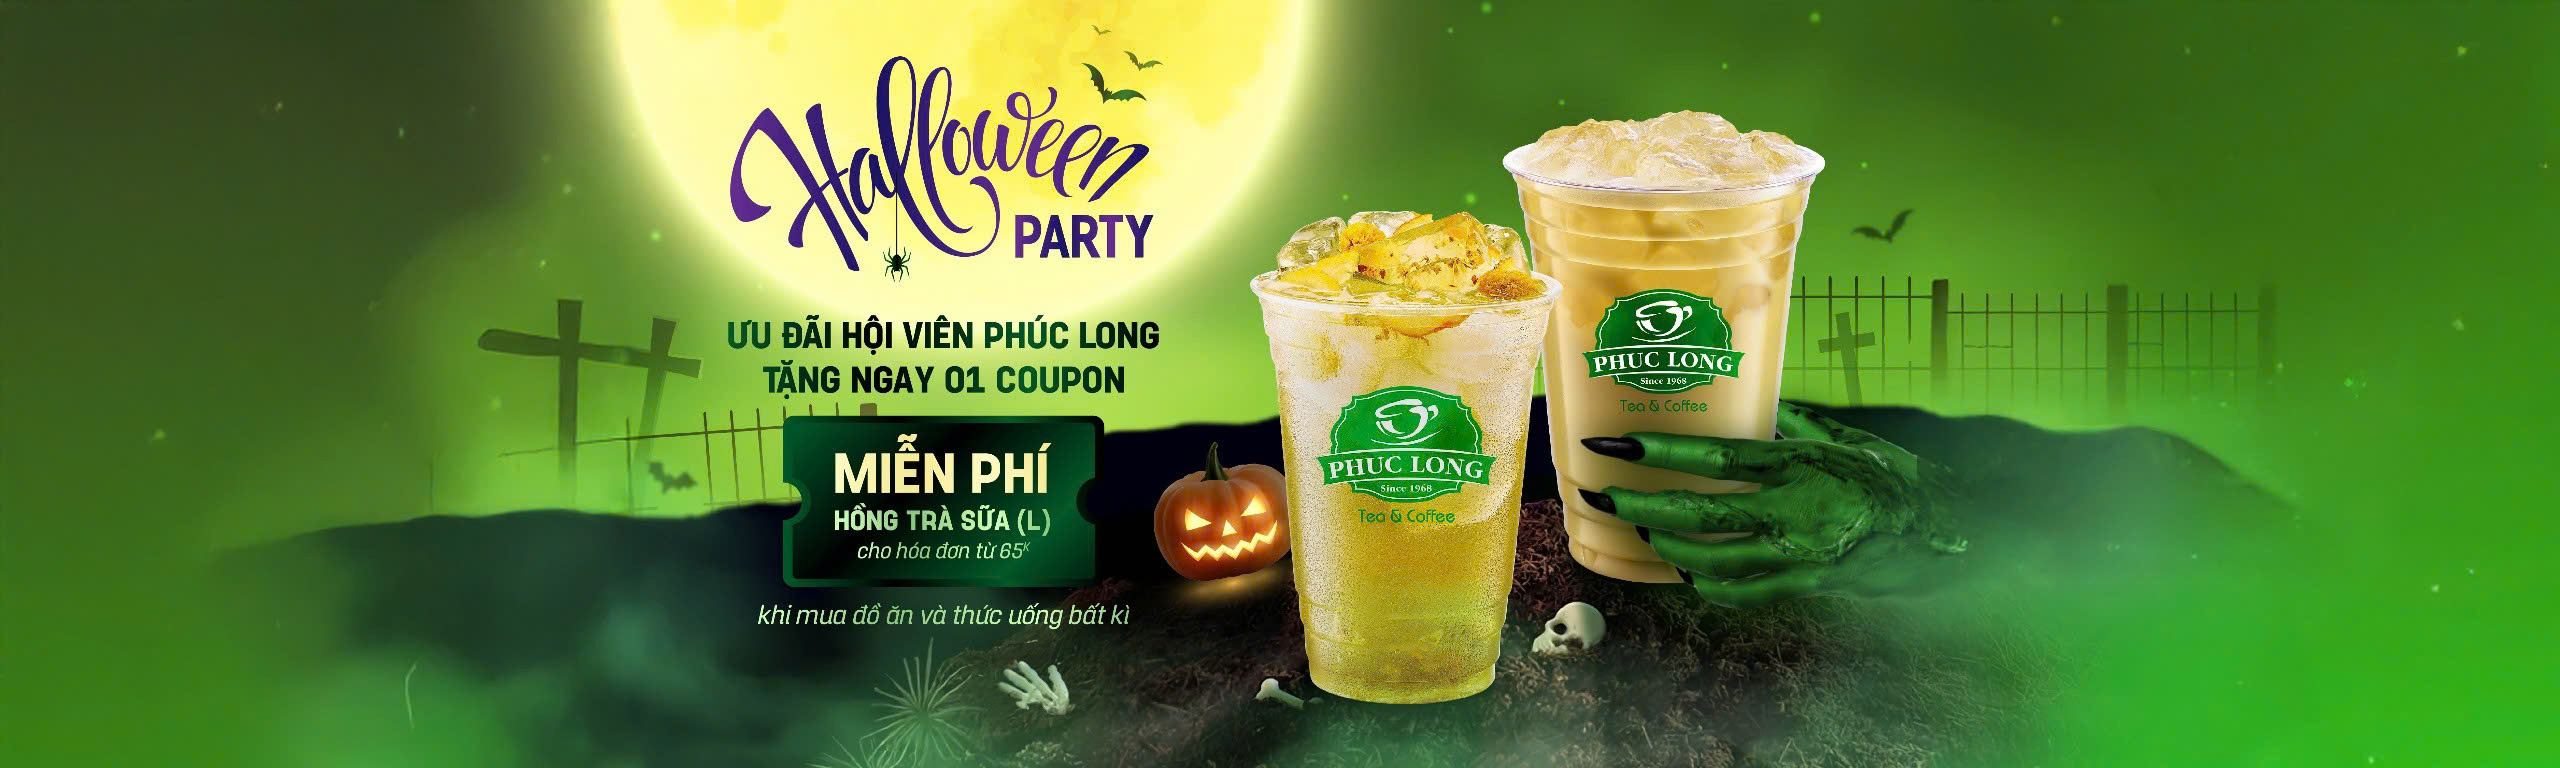 Halloween
PARTY
ƯU ĐÃI HỘI VIÊN PHÚC LONG
TẶNG NGAY 01 COUPON
MIỄN PHÍ
HỒNG TRÀ SỮA (L)
cho hóa đơn từ 65K
khi mua đồ ăn và thức uống bất kì
PHUC LONG
Since 1968
Tea & Coffee
PHUC LONG
Since 1968
Tea & Coffee